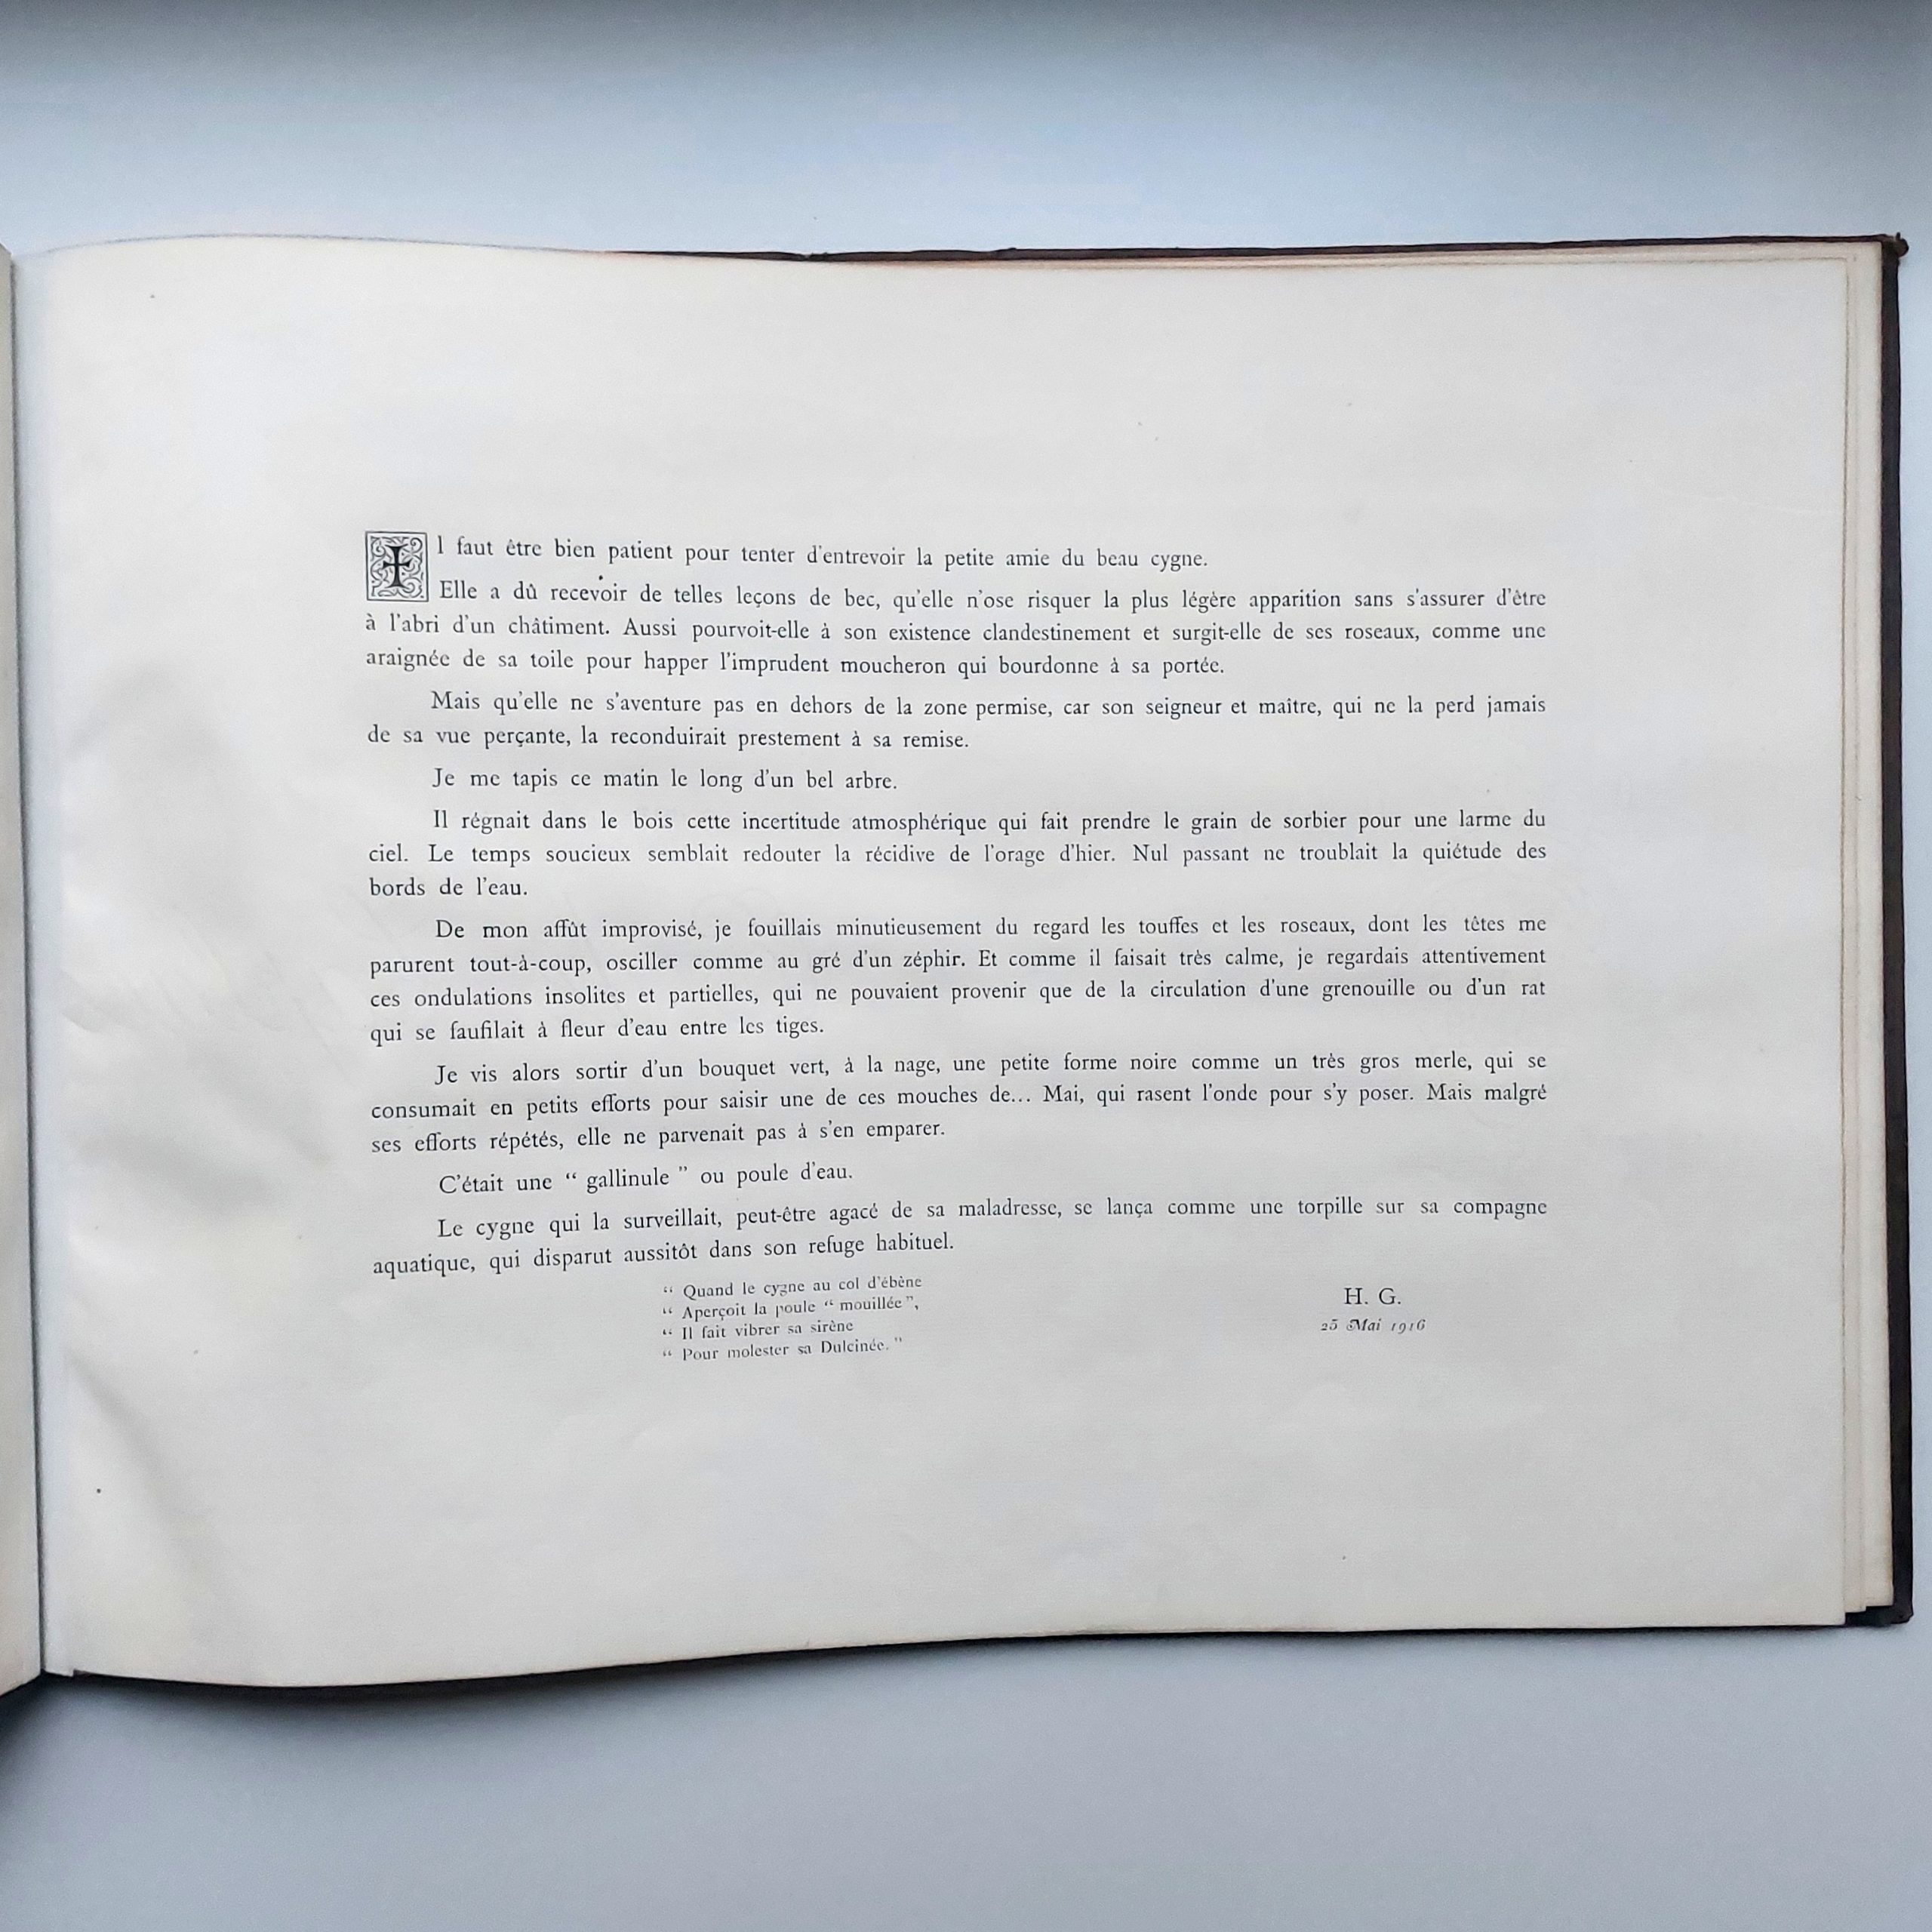 Il faut être bien patient pour tenter d'entrevoir la petite amie du beau cygne.
Elle a dû recevoir de telles leçons de bec, qu'elle n'ose risquer la plus légère apparition sans s'assurer d'être
à l'abri d'un châtiment. Aussi pourvoit-elle à son existence clandestinement et surgit-elle de ses roseaux, comme une
araignée de sa toile pour happer l'imprudent moucheron qui bourdonne à sa portée.
Mais qu'elle ne s'aventure pas en dehors de la zone permise, car son seigneur et maître, qui ne la perd jamais
de sa vue perçante, la reconduirait prestement à sa remise.
Je me tapis ce matin le long d'un bel arbre.
Il régnait dans le bois cette incertitude atmosphérique qui fait prendre le grain de sorbier pour une larme du
ciel. Le temps soucieux semblait redouter la récidive de l'orage d'hier. Nul passant ne troublait la quiétude des
bords de l'eau.
De mon affût improvisé, je fouillais minutieusement du regard les touffes et les roseaux, dont les têtes me
parurent tout-à-coup, osciller comme au gré d'un zéphir. Et comme il faisait très calme, je regardais attentivement
ces ondulations insolites et partielles, qui ne pouvaient provenir que de la circulation d'une grenouille ou d'un rat
qui se faufilait à fleur d'eau entre les tiges.
Je vis alors sortir d'un bouquet vert, à la nage, une petite forme noire comme un très gros merle, qui se
consumait en petits efforts pour saisir une de ces mouches de... Mai, qui rasent l'onde pour s'y poser. Mais malgré
ses efforts répétés, elle ne parvenait pas à s'en emparer.
C'était une “ gallinule ” ou poule d'eau.
Le cygne qui la surveillait, peut-être agacé de sa maladresse, se lança comme une torpille sur sa compagne
aquatique, qui disparut aussitôt dans son refuge habituel.
“ Quand le cygne au col d'ébène
“ Aperçoit la poule “ mouillée ”,
“ Il fait vibrer sa sirène
“ Pour molester sa Dulcinée. ”
H. G.
25 Mai 1916